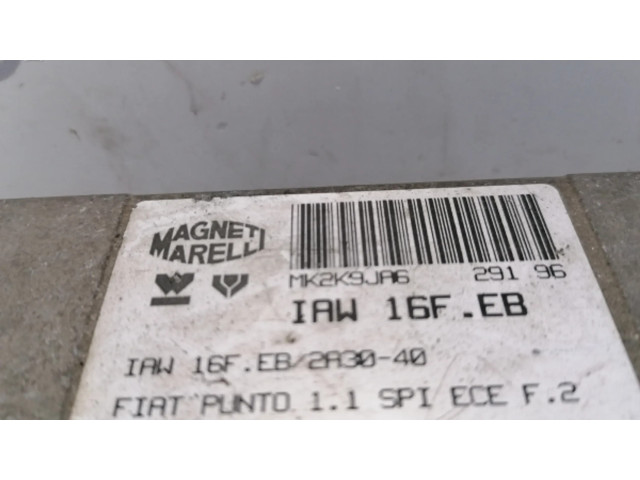 MAGNETI
MARELLI
MK2K9JA6 291 96
IAW 16F.EB
IAW 16F.EB/2A30-40
FIAT PUNTO 1.1 SPI ECE F.2